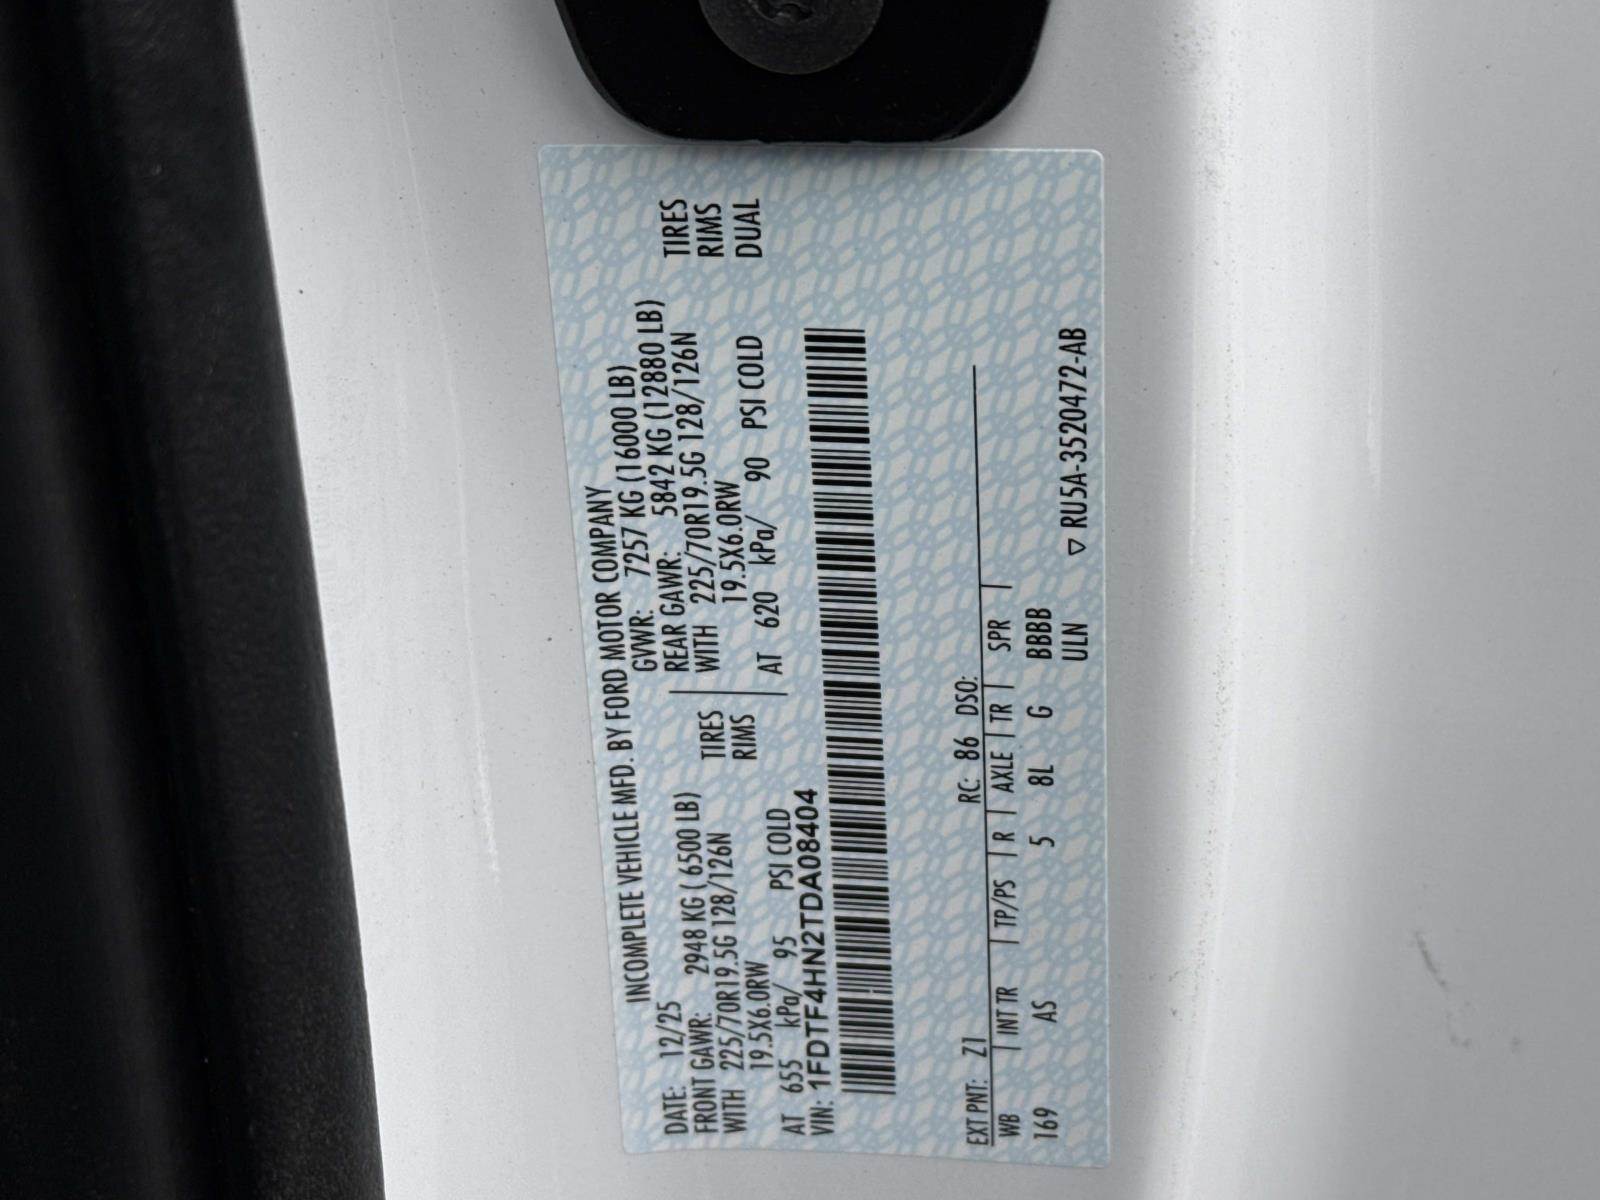 INCOMPLETE VEHICLE MFD. BY FORD MOTOR COMPANY
DATE: 12/25 GVWR: 7257 KG (16000 LB)
FRONT GAWR: 2948 KG ( 6500 LB) REAR GAWR: 5842 KG (12880 LB)
WITH 225/70R19.5G 128/126N TIRES WITH 225/70R19.5G 128/126N TIRES
19.5X6.0RW RIMS 19.5X6.0RW RIMS
AT 655 kPa/ 95 PSI COLD AT 620 kPa/ 90 PSI COLD DUAL
VIN: 1FDTF4HN2TDA08404
EXT PNT: Z1 RC: 86 DSO:
WB | INT TR | TP/PS | R | AXLE | TR | SPR |
169 AS 5 8L G BBBB
ULN ▽ RU5A-3520472-AB